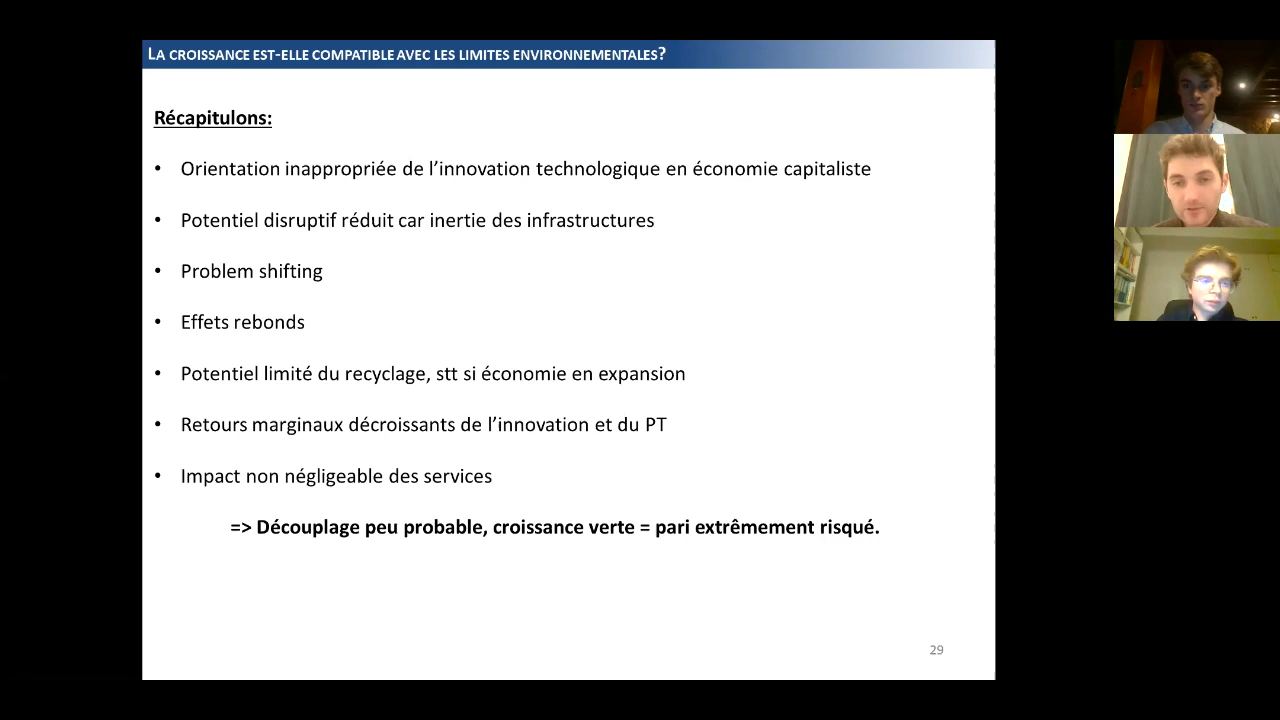 LA CROISSANCE EST-ELLE COMPATIBLE AVEC LES LIMITES ENVIRONNEMENTALES?
Récapitulons:
• Orientation inappropriée de l’innovation technologique en économie capitaliste
• Potentiel disruptif réduit car inertie des infrastructures
• Problem shifting
• Effets rebonds
• Potentiel limité du recyclage, stt si économie en expansion
• Retours marginaux décroissants de l’innovation et du PT
• Impact non négligeable des services
=> Découplage peu probable, croissance verte = pari extrêmement risqué.
29